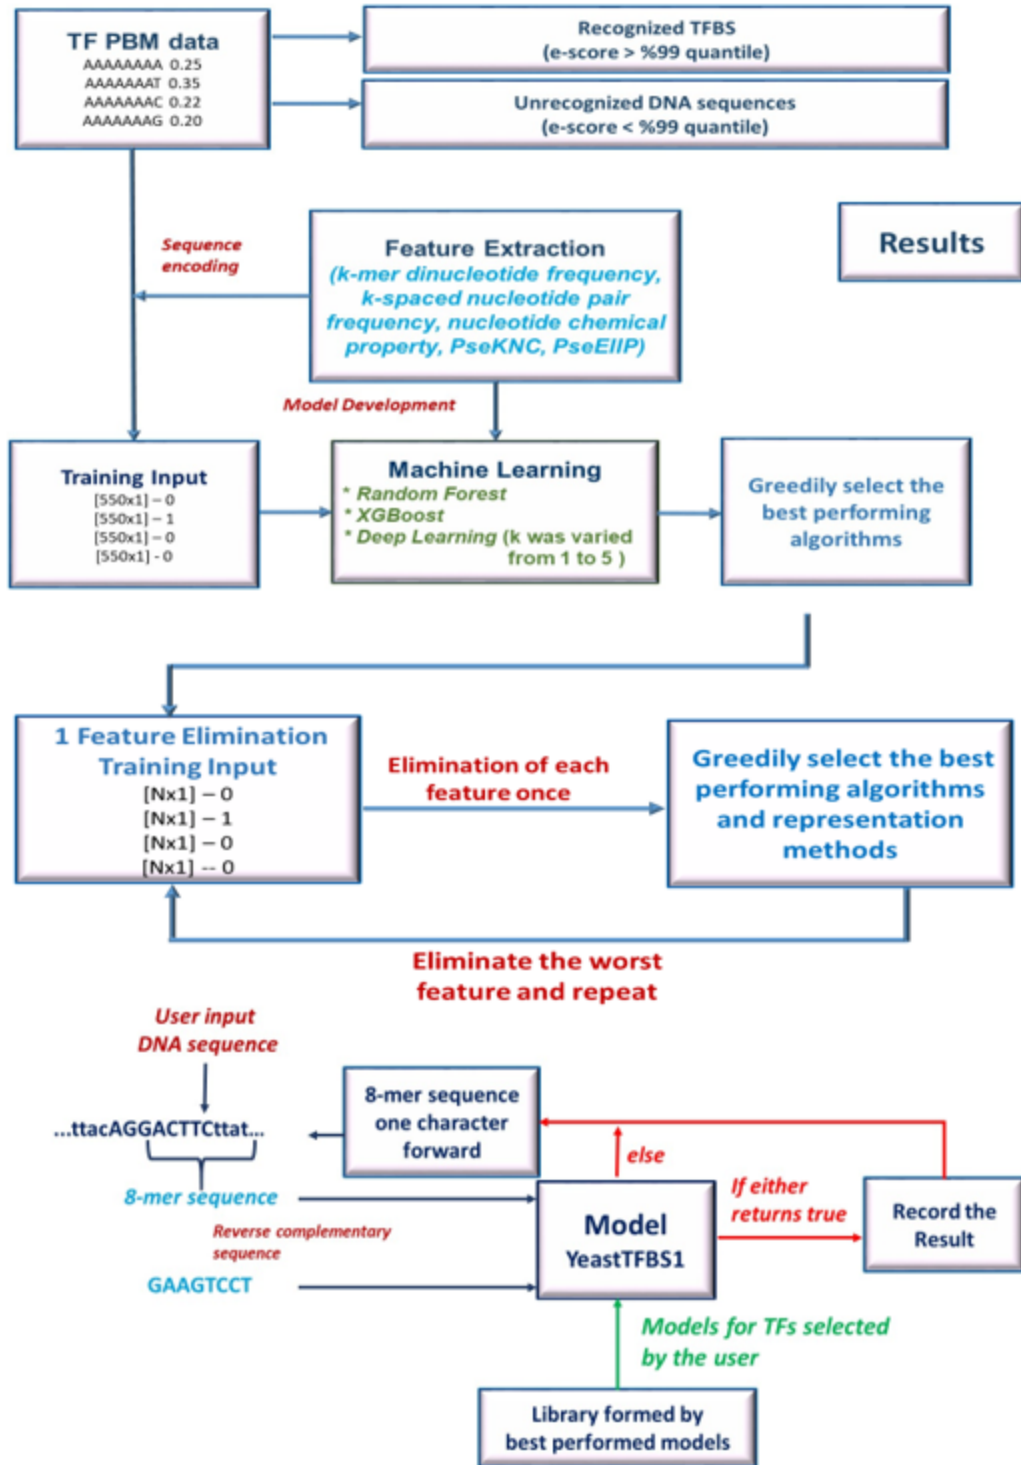 TF PBM data
AAAAAAAA 0.25
AAAAAAAT 0.35
AAAAAAAC 0.22
AAAAAAAG 0.20
Recognized TFBS
(e-score > %99 quantile)
Unrecognized DNA sequences
(e-score < %99 quantile)
Results
Sequence
encoding
Feature Extraction
(k-mer dinucleotide frequency,
k-spaced nucleotide pair
frequency, nucleotide chemical
property, PseKNC, PseEIIP)
Model Development
Training Input
[550x1] – 0
[550x1] – 1
[550x1] – 0
[550x1] - 0
Machine Learning
* Random Forest
* XGBoost
* Deep Learning (k was varied
from 1 to 5 )
Greedily select the
best performing
algorithms
1 Feature Elimination
Training Input
[Nx1] – 0
[Nx1] – 1
[Nx1] – 0
[Nx1] -- 0
Elimination of each
feature once
Greedily select the best
performing algorithms
and representation
methods
Eliminate the worst
feature and repeat
User input
DNA sequence
...ttacAGGACTTCttat...
8-mer sequence
one character
forward
8-mer sequence
Reverse complementary
sequence
GAAGTCCT
else
Model
YeastTFBS1
If either
returns true
Record the
Result
Models for TFs selected
by the user
Library formed by
best performed models